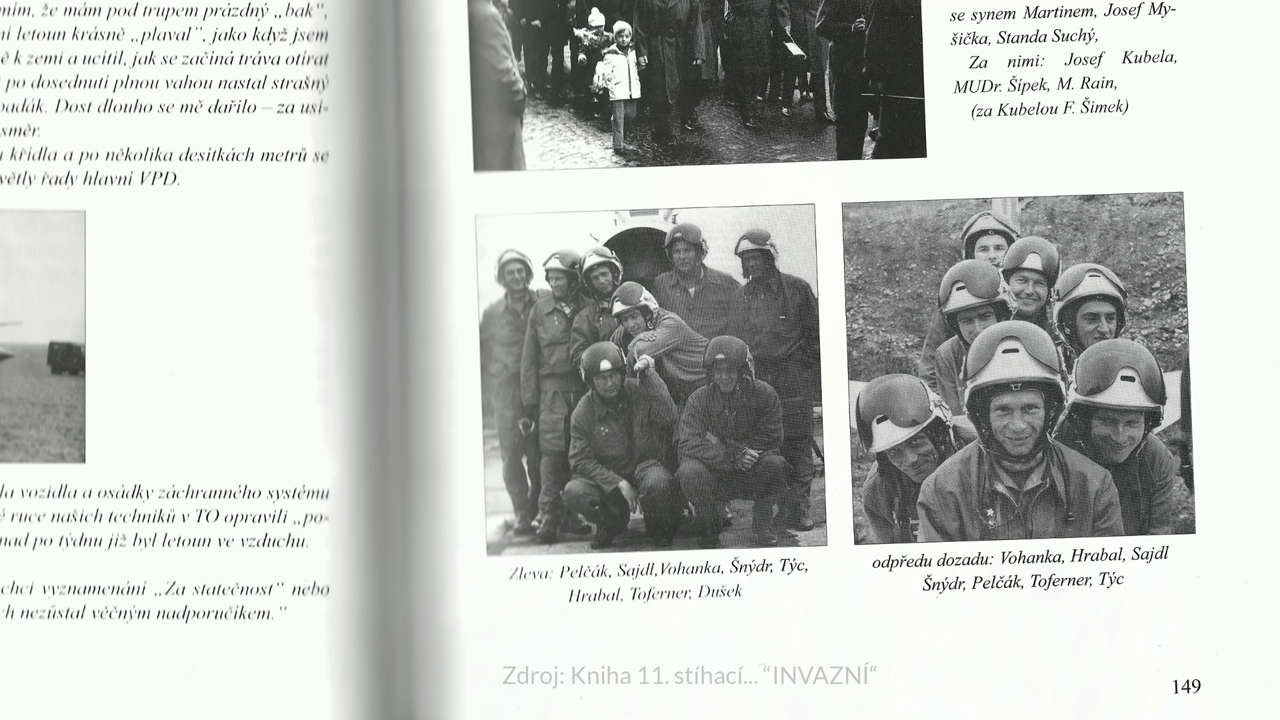 mím, že mám pod trupem prázdný „bak“,
ní letoun krásně „plaval“, jako když jsem
ě k zemi a ucítil, jak se začíná tráva otírat
po dosednutí plnou vahou nastal strašný
padák. Dost dlouho se mě dařilo – za usi-
směr.
křídla a po několika desítkách metrů se
větly řady hlavní VPD.
la vozidla a osádky záchranného systému
é ruce našich techniků v TO opravili „po-
nad po týdnu již byl letoun ve vzduchu.
chci vyznamenání „Za statečnost“ nebo
ch nezůstal věčným nadporučíkem.“
se synem Martinem, Josef My-
šička, Standa Suchý,
Za nimi: Josef Kubela,
MUDr. Šípek, M. Rain,
(za Kubelou F. Šimek)
Zleva: Pelčák, Sajdl,Vohanka, Šnýdr, Týc,
Hrabal, Toferner, Dušek
odpředu dozadu: Vohanka, Hrabal, Sajdl
Šnýdr, Pelčák, Toferner, Týc
Zdroj: Kniha 11. stíhací... “INVAZNÍ“
149